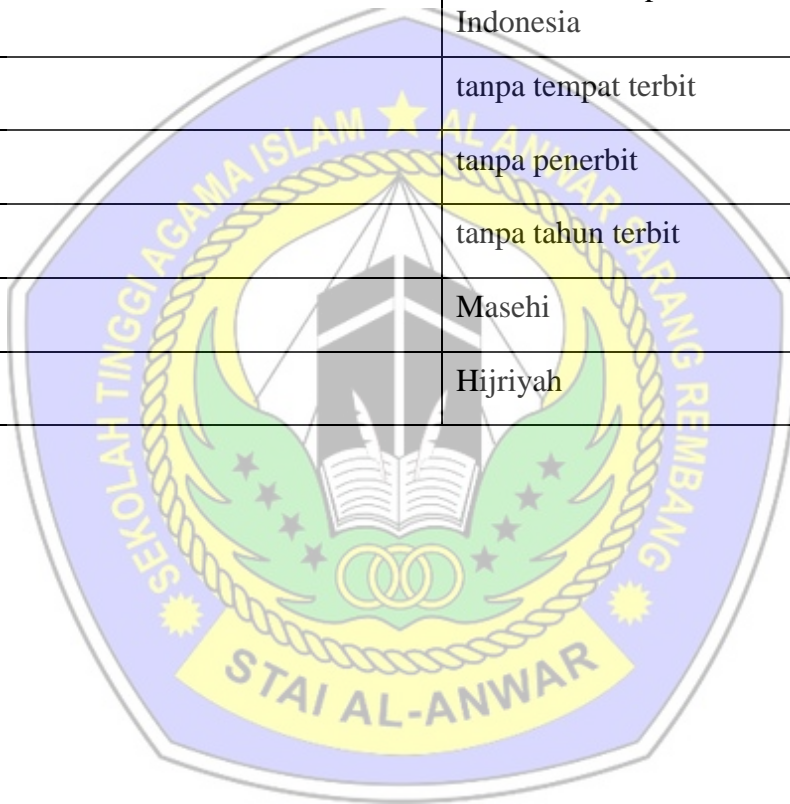 Indonesia
tanpa tempat terbit
tanpa penerbit
tanpa tahun terbit
Masehi
Hijriyah
SEKOLAH TINGGI AGAMA ISLAM AL ANWAR SARANG REMBANG
STAI AL-ANWAR